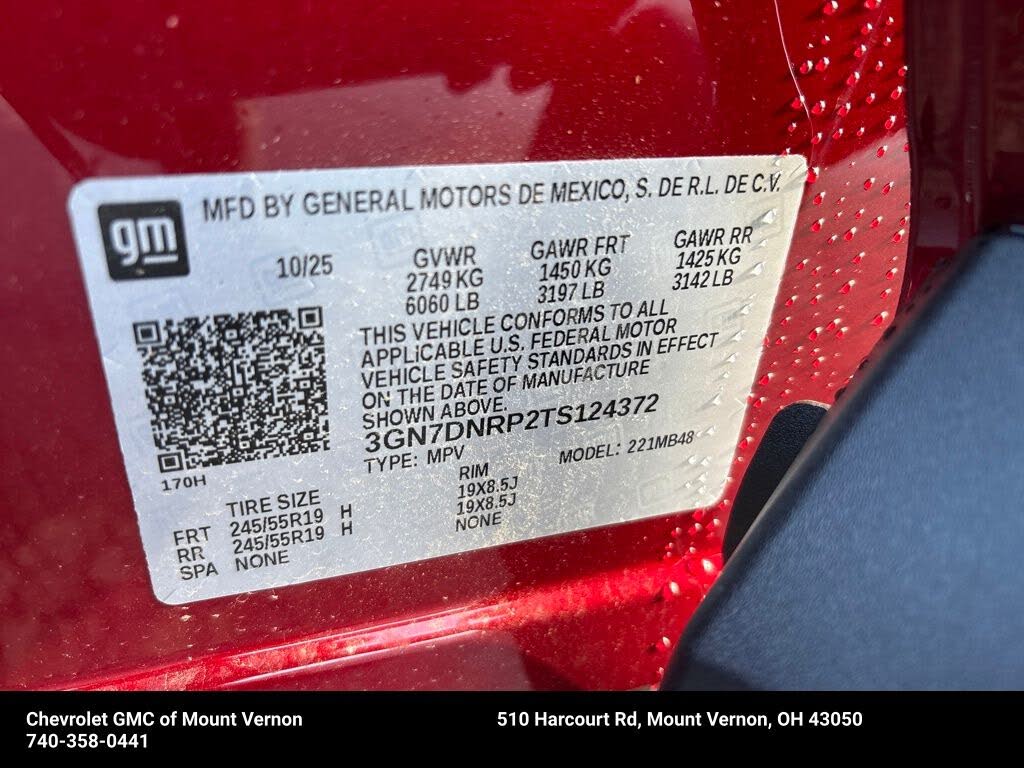 gm
MFD BY GENERAL MOTORS DE MEXICO, S. DE R.L. DE C.V.
10/25
GVWR GAWR FRT GAWR RR
2749 KG 1450 KG 1425 KG
6060 LB 3197 LB 3142 LB
THIS VEHICLE CONFORMS TO ALL
APPLICABLE U.S. FEDERAL MOTOR
VEHICLE SAFETY STANDARDS IN EFFECT
ON THE DATE OF MANUFACTURE
SHOWN ABOVE.
3GN7DNRP2TS124372
TYPE: MPV MODEL: 221MB48
170H
TIRE SIZE RIM
FRT 245/55R19 H 19X8.5J
RR 245/55R19 H 19X8.5J
SPA NONE NONE
Chevrolet GMC of Mount Vernon 510 Harcourt Rd, Mount Vernon, OH 43050
740-358-0441